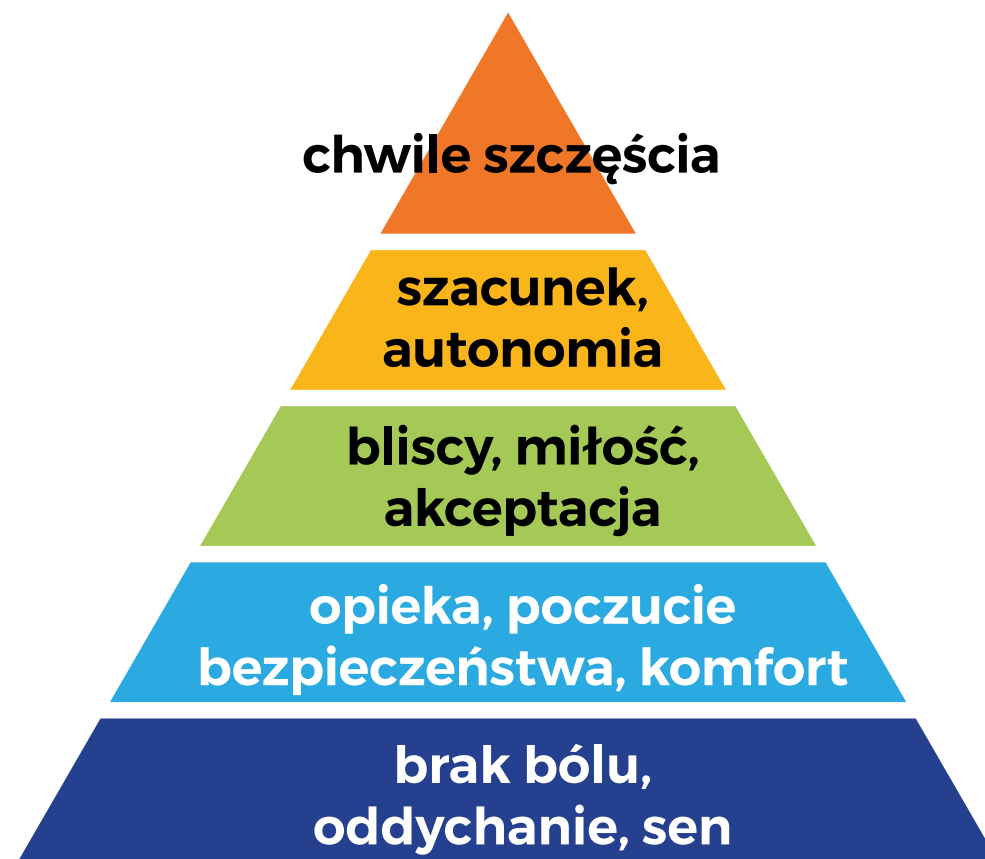 chwile szczęścia
szacunek,
autonomia
bliscy, miłość,
akceptacja
opieka, poczucie
bezpieczeństwa, komfort
brak bólu,
oddychanie, sen